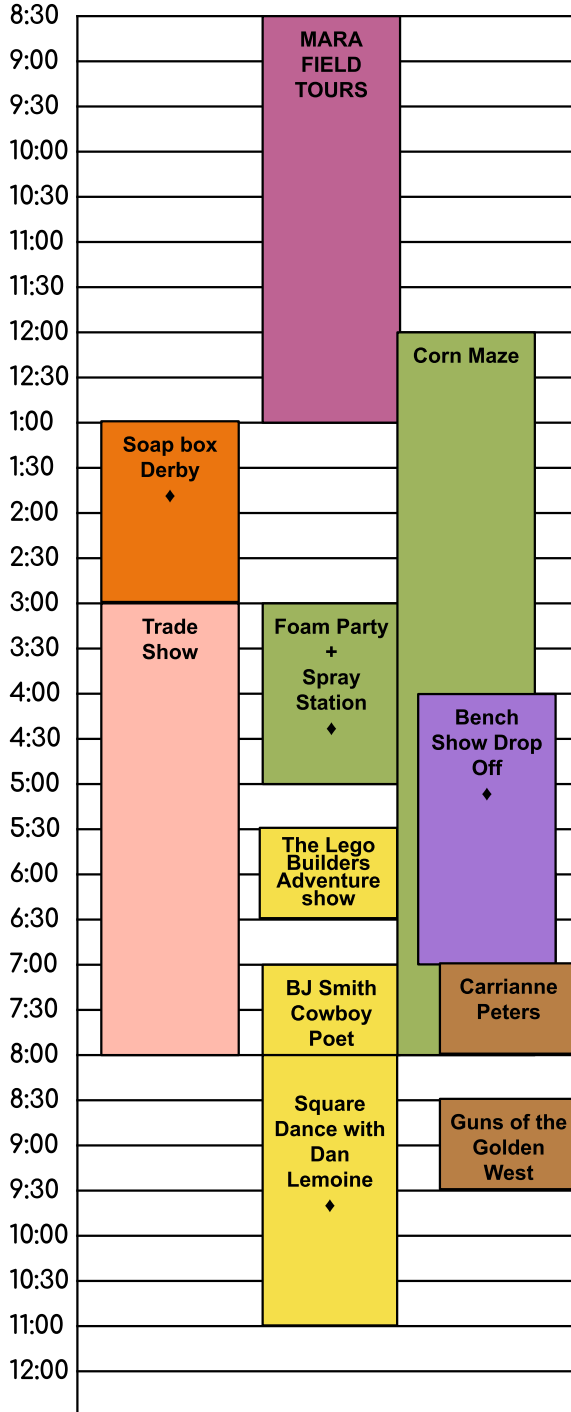 8:30
MARA
FIELD
TOURS
9:00
9:30
10:00
10:30
11:00
11:30
12:00
Corn Maze
12:30
1:00
Soap box
Derby
♦
1:30
2:00
2:30
3:00
Trade
Show
Foam Party
+
Spray
Station
♦
3:30
4:00
Bench
Show Drop
Off
♦
4:30
5:00
5:30
The Lego
Builders
Adventure
show
6:00
6:30
7:00
BJ Smith
Cowboy
Poet
Carrianne
Peters
7:30
8:00
Square
Dance with
Dan
Lemoine
♦
8:30
Guns of the
Golden
West
9:00
9:30
10:00
10:30
11:00
12:00